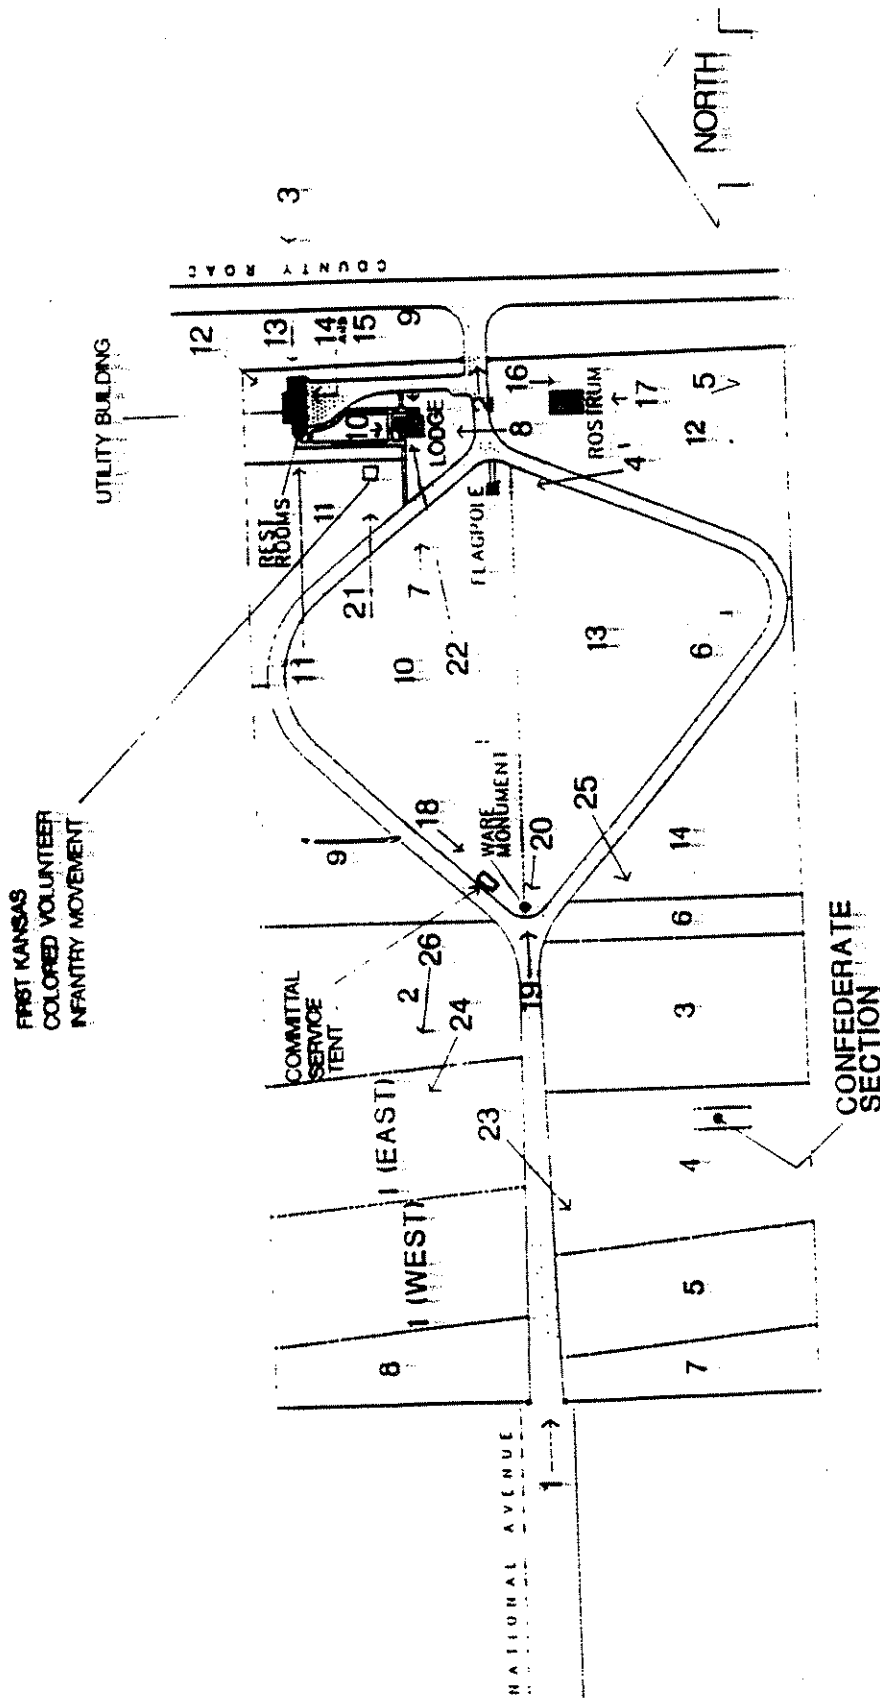 FIRST KANSAS
COLORED VOLUNTEER
INFANTRY MOVEMENT
UTILITY BUILDING
COMMITTAL
SERVICE
TENT
REST
ROOMS
LODGE
FLAGPOLE
ROSTRUM
WARE
MONUMENT
CONFEDERATE
SECTION
NATIONAL AVENUE
COUNTY ROAD
NORTH
1 (WEST)
1 (EAST)
8
7
5
4
3
2
6
14
13
6
10
11
12
12
5
9
1
2
3
4
7
8
9
10
11
13
14
AND
15
16
17
18
19
20
21
22
23
24
25
26